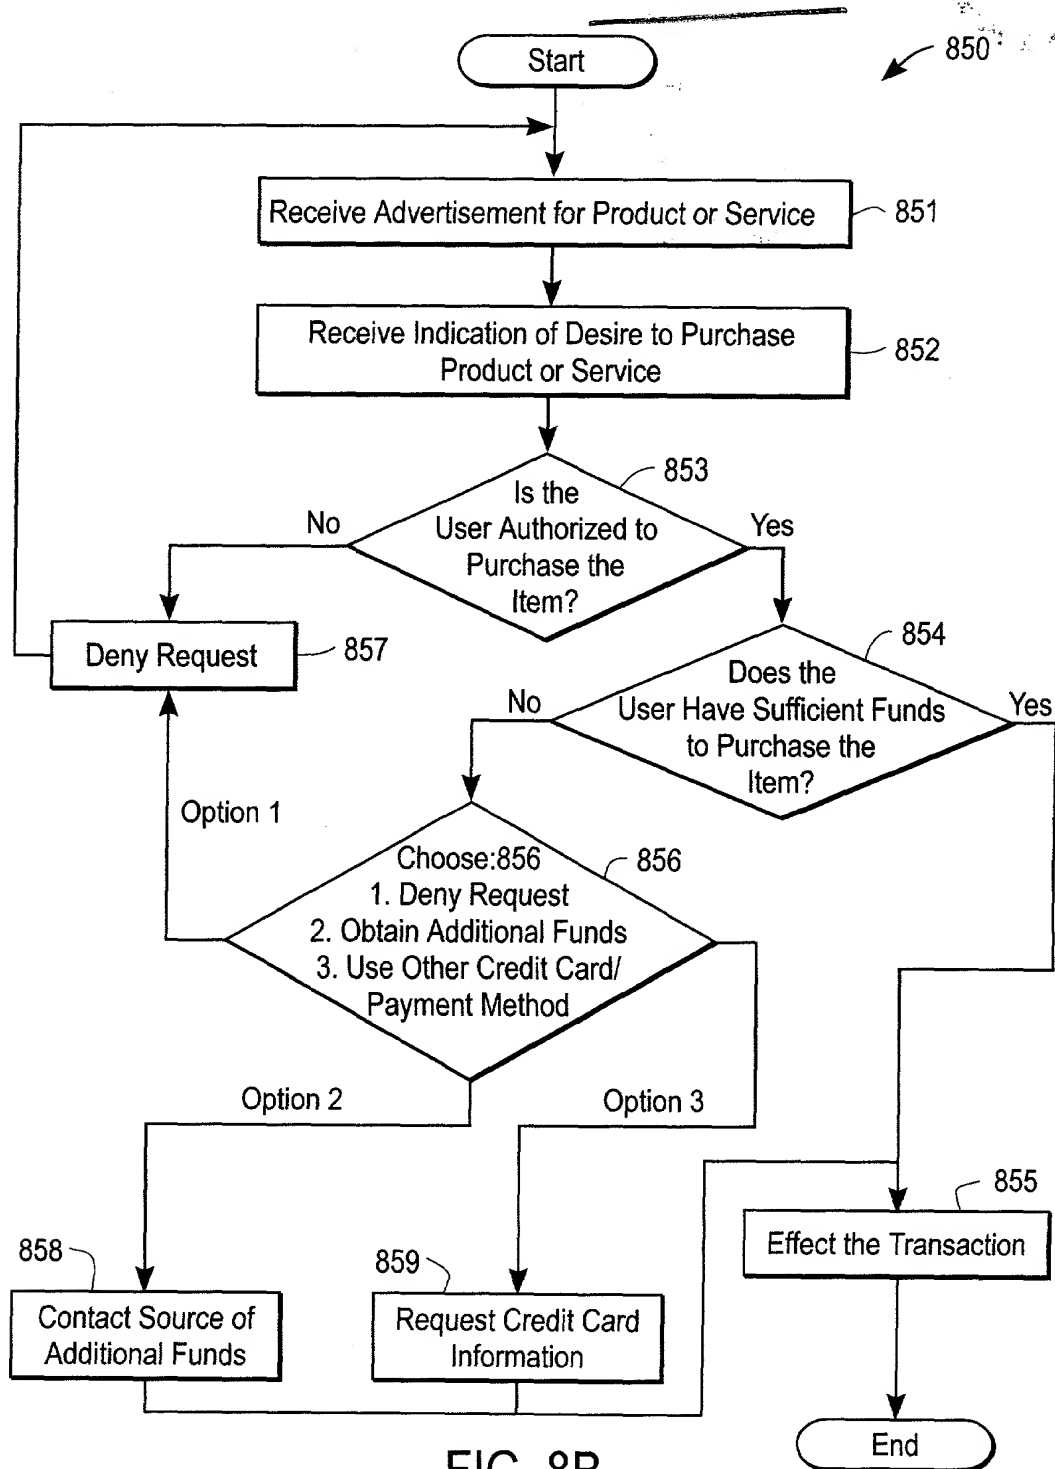 Start
850
Receive Advertisement for Product or Service
851
Receive Indication of Desire to Purchase
Product or Service
852
853
Is the
User Authorized to
Purchase the
Item?
No
Yes
Deny Request
857
854
Does the
User Have Sufficient Funds
to Purchase the
Item?
No
Yes
Option 1
Choose:856
1. Deny Request
2. Obtain Additional Funds
3. Use Other Credit Card/
Payment Method
856
Option 2
Option 3
855
Effect the Transaction
858
Contact Source of
Additional Funds
859
Request Credit Card
Information
End
FIG. 8B